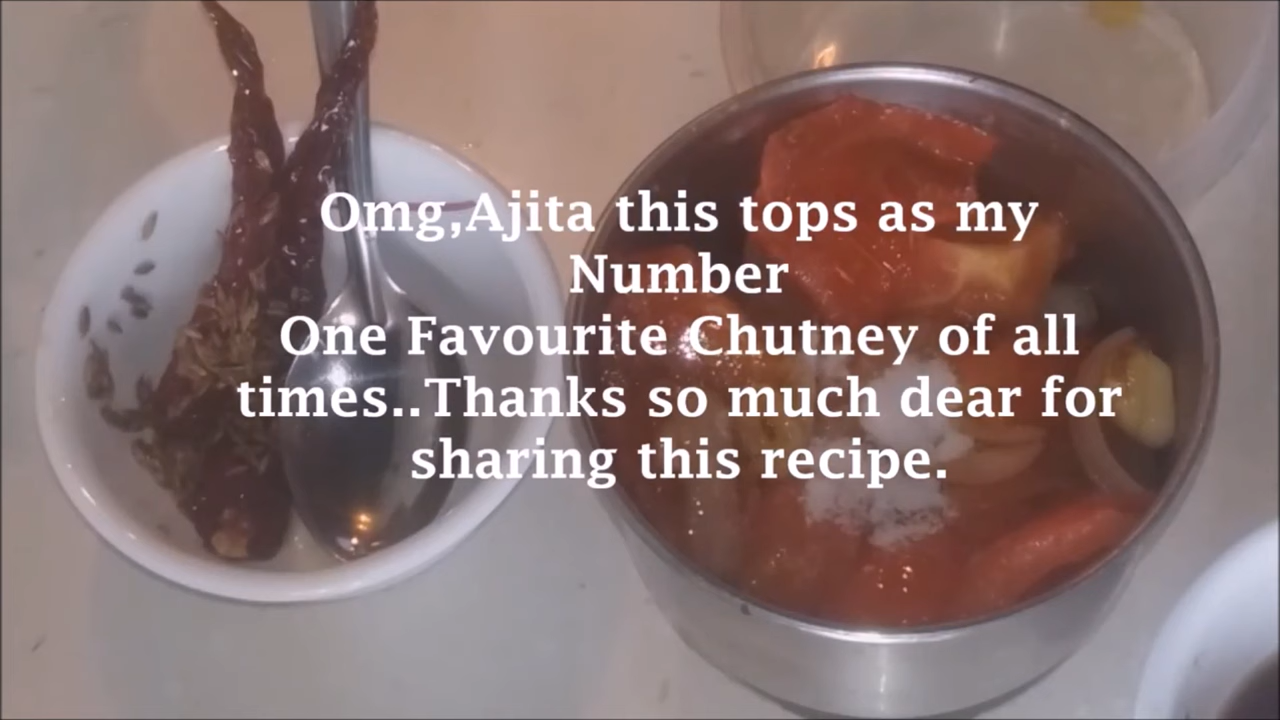 Omg,Ajita this tops as my
Number
One Favourite Chutney of all
times..Thanks so much dear for
sharing this recipe.